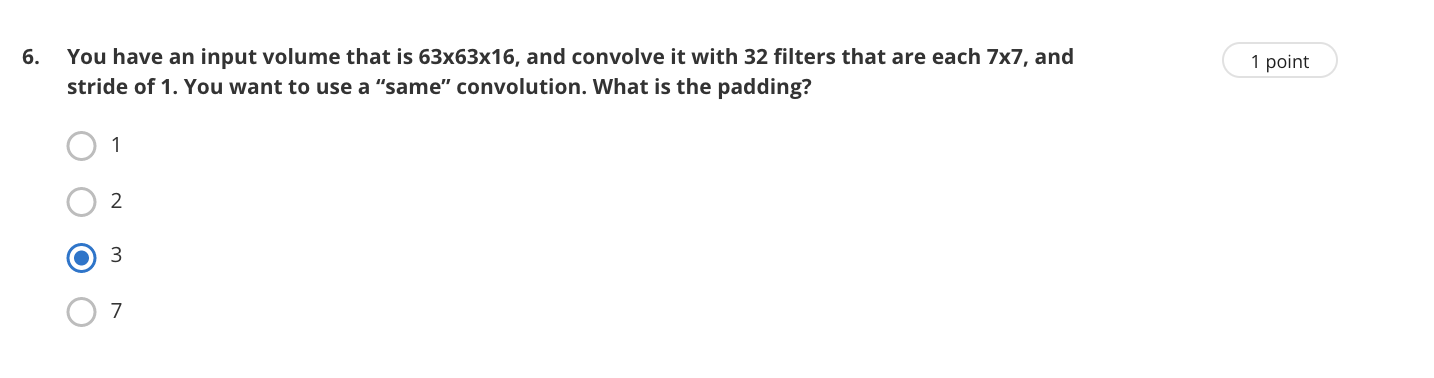 6. You have an input volume that is 63x63x16, and convolve it with 32 filters that are each 7x7, and
stride of 1. You want to use a “same” convolution. What is the padding?
1 point
1
2
3
7